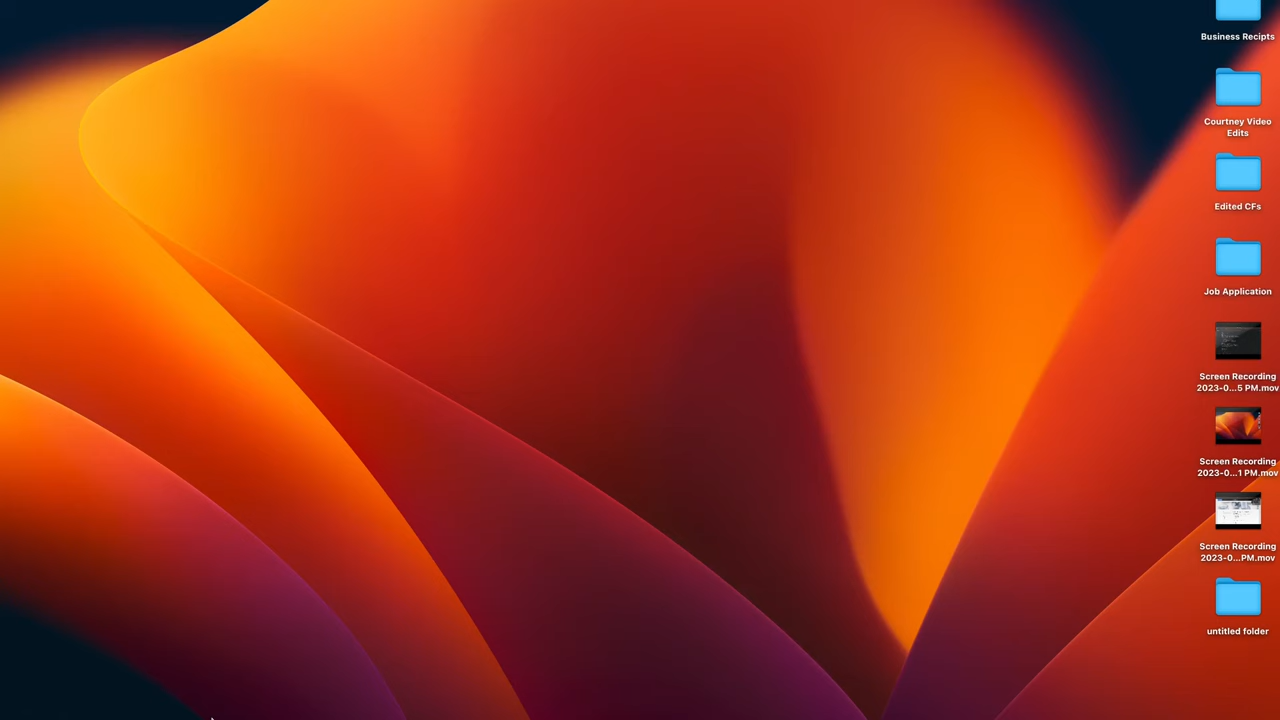 Business Recipts
Courtney Video
Edits
Edited CFs
Job Application
Screen Recording
2023-0...5 PM.mov
Screen Recording
2023-0...1 PM.mov
Screen Recording
2023-0...PM.mov
untitled folder